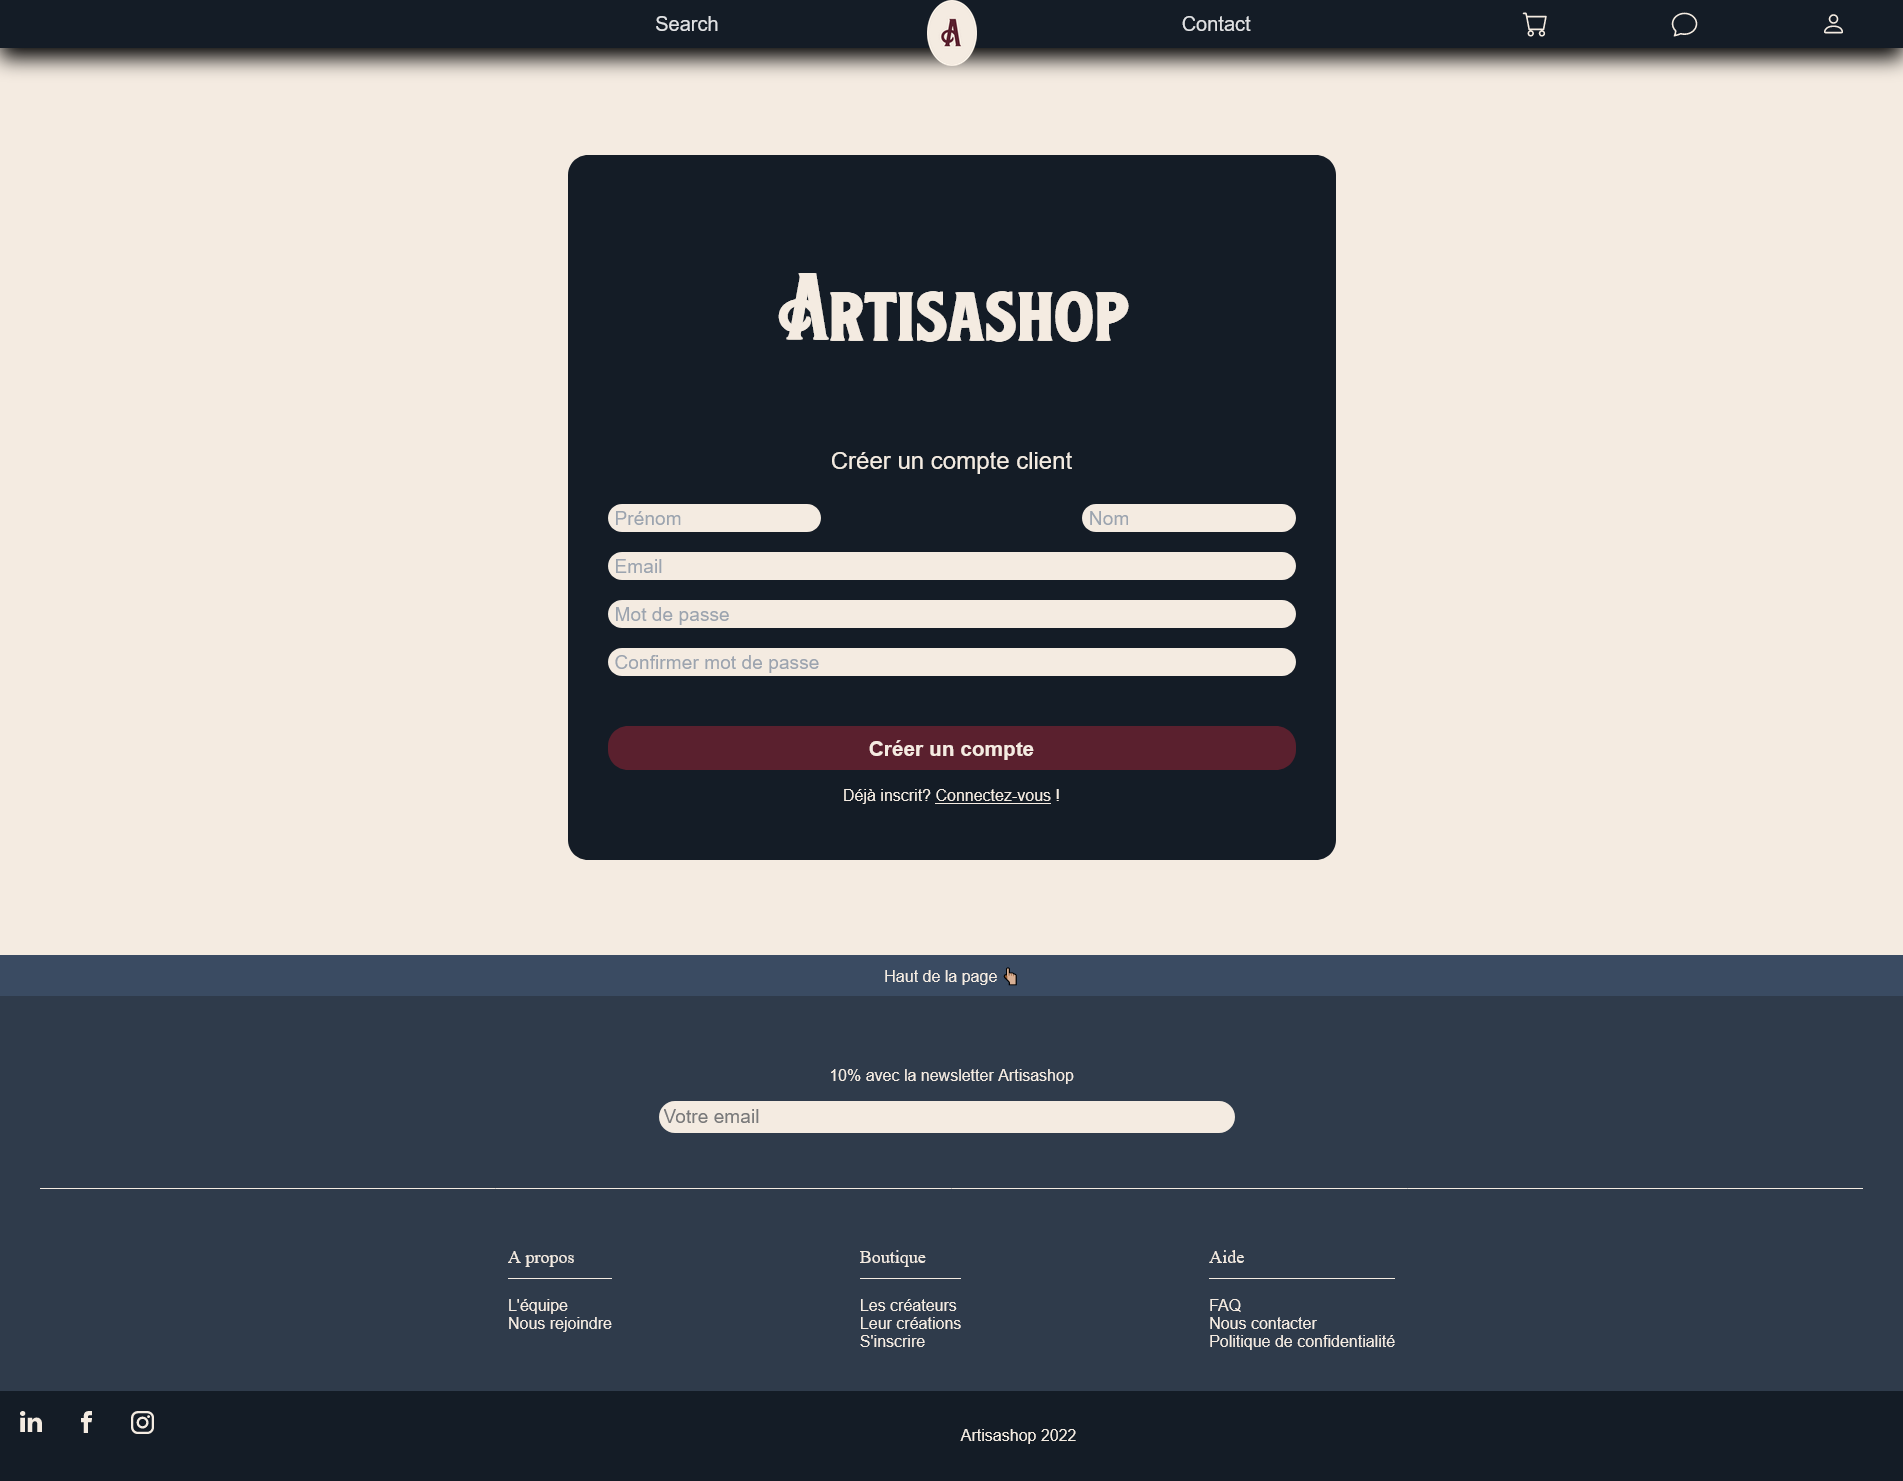 Search
A
Contact
ARTISASHOP
Créer un compte client
Prénom
Nom
Email
Mot de passe
Confirmer mot de passe
Créer un compte
Déjà inscrit? Connectez-vous !
Haut de la page 👆🏽
10% avec la newsletter Artisashop
Votre email
A propos
L'équipe
Nous rejoindre
Boutique
Les créateurs
Leur créations
S'inscrire
Aide
FAQ
Nous contacter
Politique de confidentialité
in
f
Artisashop 2022